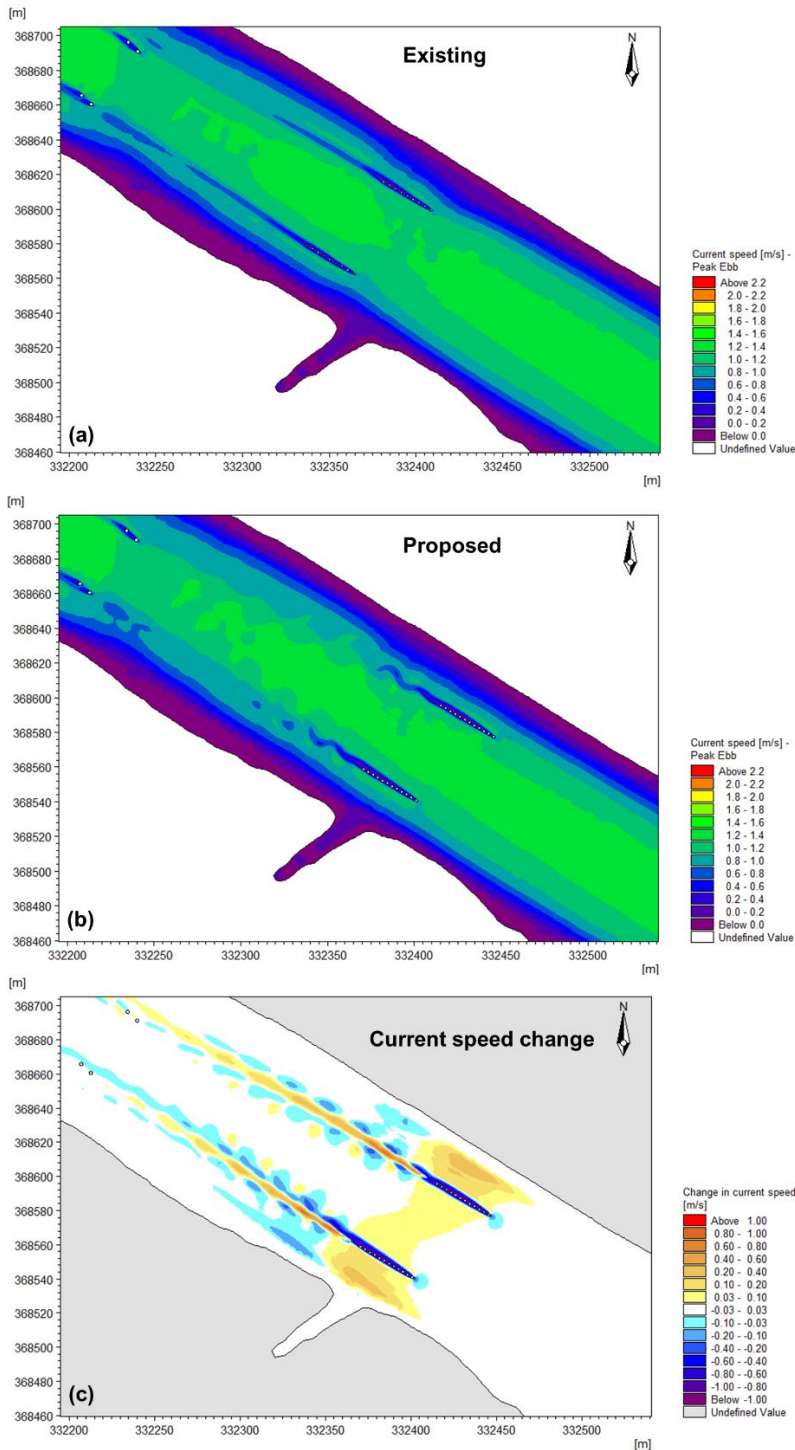 [m]
368700
368680
368660
368640
368620
368600
368580
368560
368540
368520
368500
368480
368460
Existing
N
(a)
332200 332250 332300 332350 332400 332450 332500
[m]
Current speed [m/s] -
Peak Ebb
Above 2.2
2.0 - 2.2
1.8 - 2.0
1.6 - 1.8
1.4 - 1.6
1.2 - 1.4
1.0 - 1.2
0.8 - 1.0
0.6 - 0.8
0.4 - 0.6
0.2 - 0.4
0.0 - 0.2
Below 0.0
Undefined Value
[m]
368700
368680
368660
368640
368620
368600
368580
368560
368540
368520
368500
368480
368460
Proposed
N
(b)
332200 332250 332300 332350 332400 332450 332500
[m]
Current speed [m/s] -
Peak Ebb
Above 2.2
2.0 - 2.2
1.8 - 2.0
1.6 - 1.8
1.4 - 1.6
1.2 - 1.4
1.0 - 1.2
0.8 - 1.0
0.6 - 0.8
0.4 - 0.6
0.2 - 0.4
0.0 - 0.2
Below 0.0
Undefined Value
[m]
368700
368680
368660
368640
368620
368600
368580
368560
368540
368520
368500
368480
368460
Current speed change
N
(c)
332200 332250 332300 332350 332400 332450 332500
[m]
Change in current speed
[m/s]
Above 1.00
0.80 - 1.00
0.60 - 0.80
0.40 - 0.60
0.20 - 0.40
0.10 - 0.20
0.03 - 0.10
-0.03 - 0.03
-0.10 - -0.03
-0.20 - -0.10
-0.40 - -0.20
-0.60 - -0.40
-0.80 - -0.60
-1.00 - -0.80
Below -1.00
Undefined Value